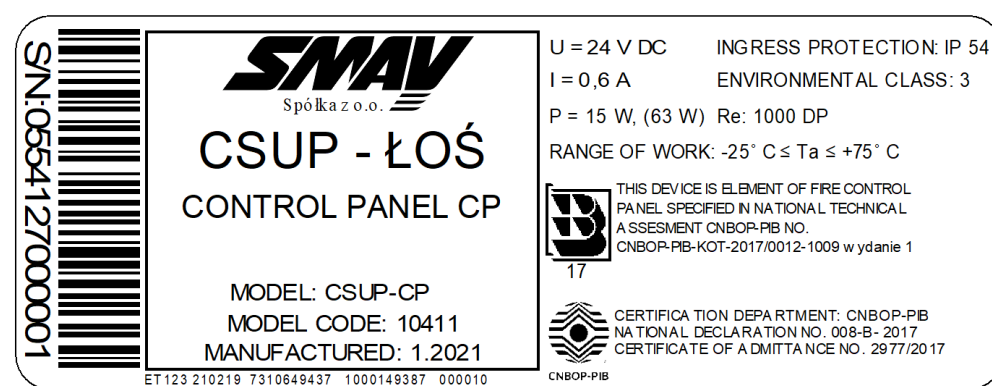 S/N:0554127000001
SMAY
Spółka z o.o.
CSUP - ŁOŚ
CONTROL PANEL CP
MODEL: CSUP-CP
MODEL CODE: 10411
MANUFACTURED: 1.2021
ET123 210219 7310649437 1000149387 000010
U = 24 V DC INGRESS PROTECTION: IP 54
I = 0,6 A ENVIRONMENTAL CLASS: 3
P = 15 W, (63 W) Re: 1000 DP
RANGE OF WORK: -25° C ≤ Ta ≤ +75° C
THIS DEVICE IS ELEMENT OF FIRE CONTROL
PANEL SPECIFIED IN NATIONAL TECHNICAL
ASSESMENT CNBOP-PIB NO.
CNBOP-PIB-KOT-2017/0012-1009 wydanie 1
17
CERTIFICATION DEPARTMENT: CNBOP-PIB
NATIONAL DECLARATION NO. 008-B- 2017
CERTIFICATE OF ADMITTANCE NO. 2977/2017
CNBOP-PIB